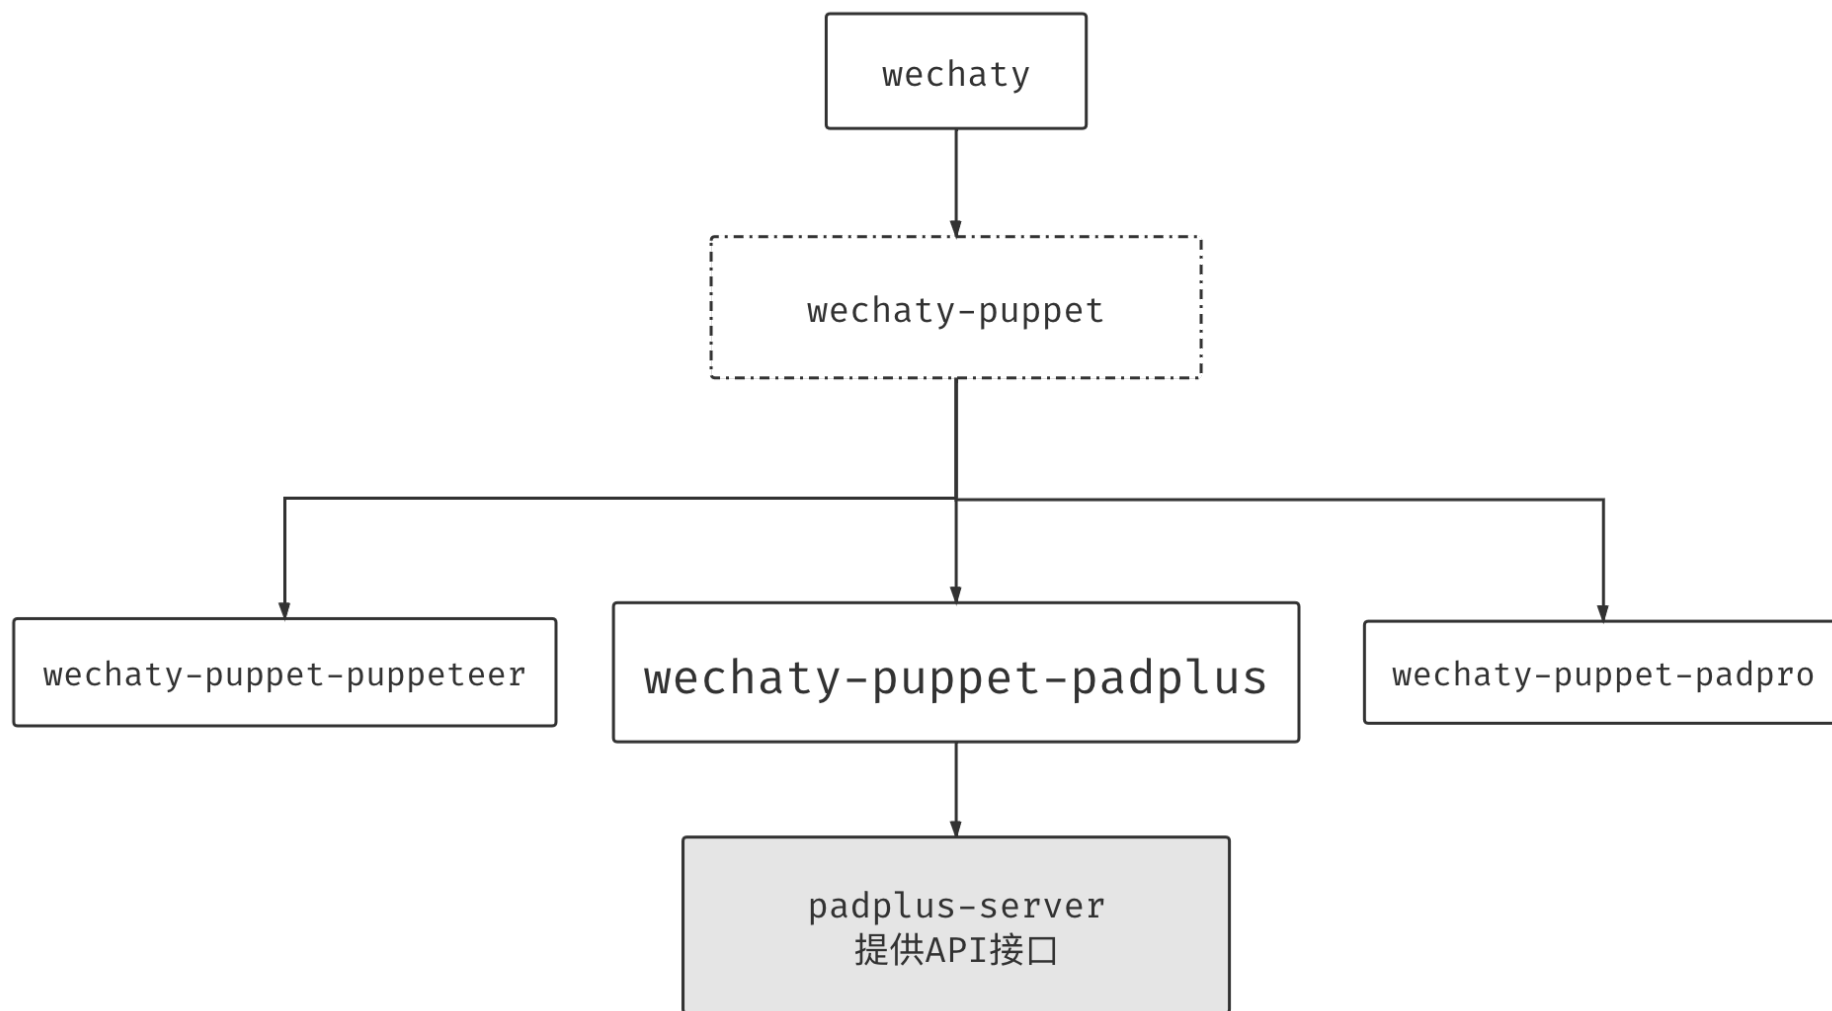 wechaty
wechaty-puppet
wechaty-puppet-puppeteer
wechaty-puppet-padplus
wechaty-puppet-padpro
padplus-server
提供API接口